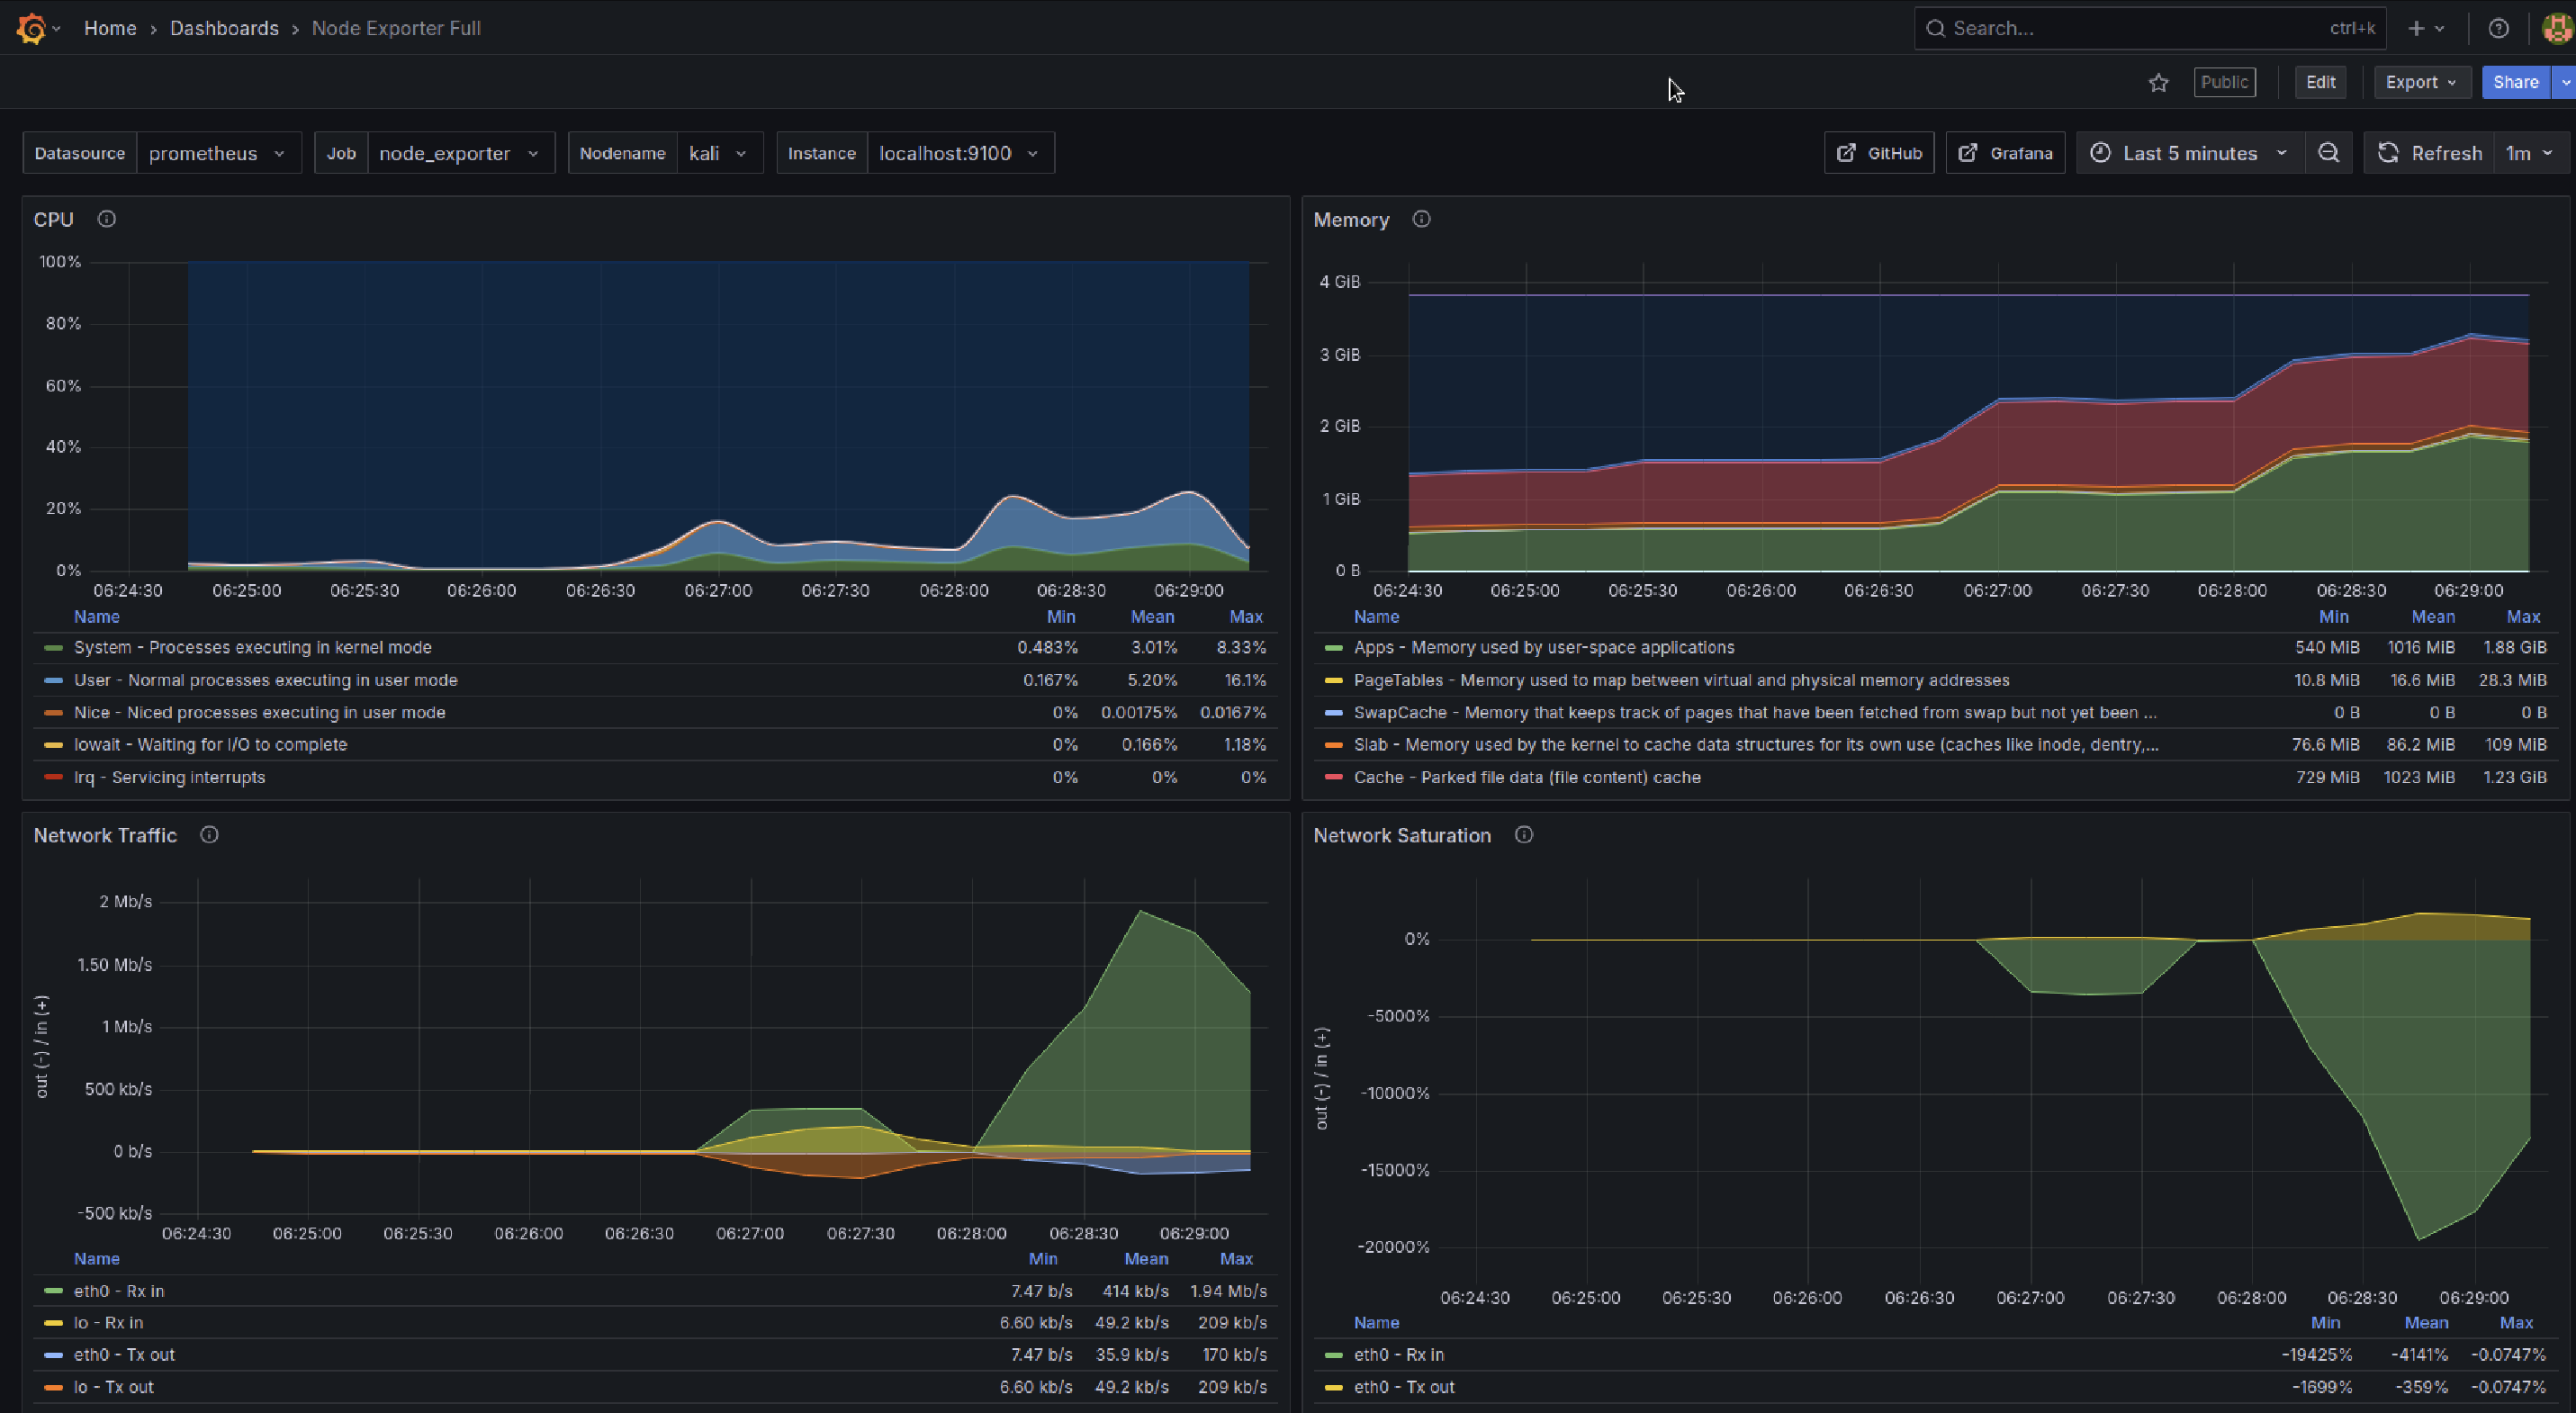 Home › Dashboards › Node Exporter Full
Search... ctrl+k
Public Edit Export Share
Datasource prometheus Job node_exporter Nodename kali Instance localhost:9100 GitHub Grafana Last 5 minutes Refresh 1m
CPU
100%
80%
60%
40%
20%
0%
06:24:30 06:25:00 06:25:30 06:26:00 06:26:30 06:27:00 06:27:30 06:28:00 06:28:30 06:29:00
Name Min Mean Max
System - Processes executing in kernel mode 0.483% 3.01% 8.33%
User - Normal processes executing in user mode 0.167% 5.20% 16.1%
Nice - Niced processes executing in user mode 0% 0.00175% 0.0167%
Iowait - Waiting for I/O to complete 0% 0.166% 1.18%
Irq - Servicing interrupts 0% 0% 0%
Memory
4 GiB
3 GiB
2 GiB
1 GiB
0 B
06:24:30 06:25:00 06:25:30 06:26:00 06:26:30 06:27:00 06:27:30 06:28:00 06:28:30 06:29:00
Name Min Mean Max
Apps - Memory used by user-space applications 540 MiB 1016 MiB 1.88 GiB
PageTables - Memory used to map between virtual and physical memory addresses 10.8 MiB 16.6 MiB 28.3 MiB
SwapCache - Memory that keeps track of pages that have been fetched from swap but not yet been ... 0 B 0 B 0 B
Slab - Memory used by the kernel to cache data structures for its own use (caches like inode, dentry,... 76.6 MiB 86.2 MiB 109 MiB
Cache - Parked file data (file content) cache 729 MiB 1023 MiB 1.23 GiB
Network Traffic
out (-) / in (+)
2 Mb/s
1.50 Mb/s
1 Mb/s
500 kb/s
0 b/s
-500 kb/s
06:24:30 06:25:00 06:25:30 06:26:00 06:26:30 06:27:00 06:27:30 06:28:00 06:28:30 06:29:00
Name Min Mean Max
eth0 - Rx in 7.47 b/s 414 kb/s 1.94 Mb/s
lo - Rx in 6.60 kb/s 49.2 kb/s 209 kb/s
eth0 - Tx out 7.47 b/s 35.9 kb/s 170 kb/s
lo - Tx out 6.60 kb/s 49.2 kb/s 209 kb/s
Network Saturation
out (-) / in (+)
0%
-5000%
-10000%
-15000%
-20000%
06:24:30 06:25:00 06:25:30 06:26:00 06:26:30 06:27:00 06:27:30 06:28:00 06:28:30 06:29:00
Name Min Mean Max
eth0 - Rx in -19425% -4141% -0.0747%
eth0 - Tx out -1699% -359% -0.0747%